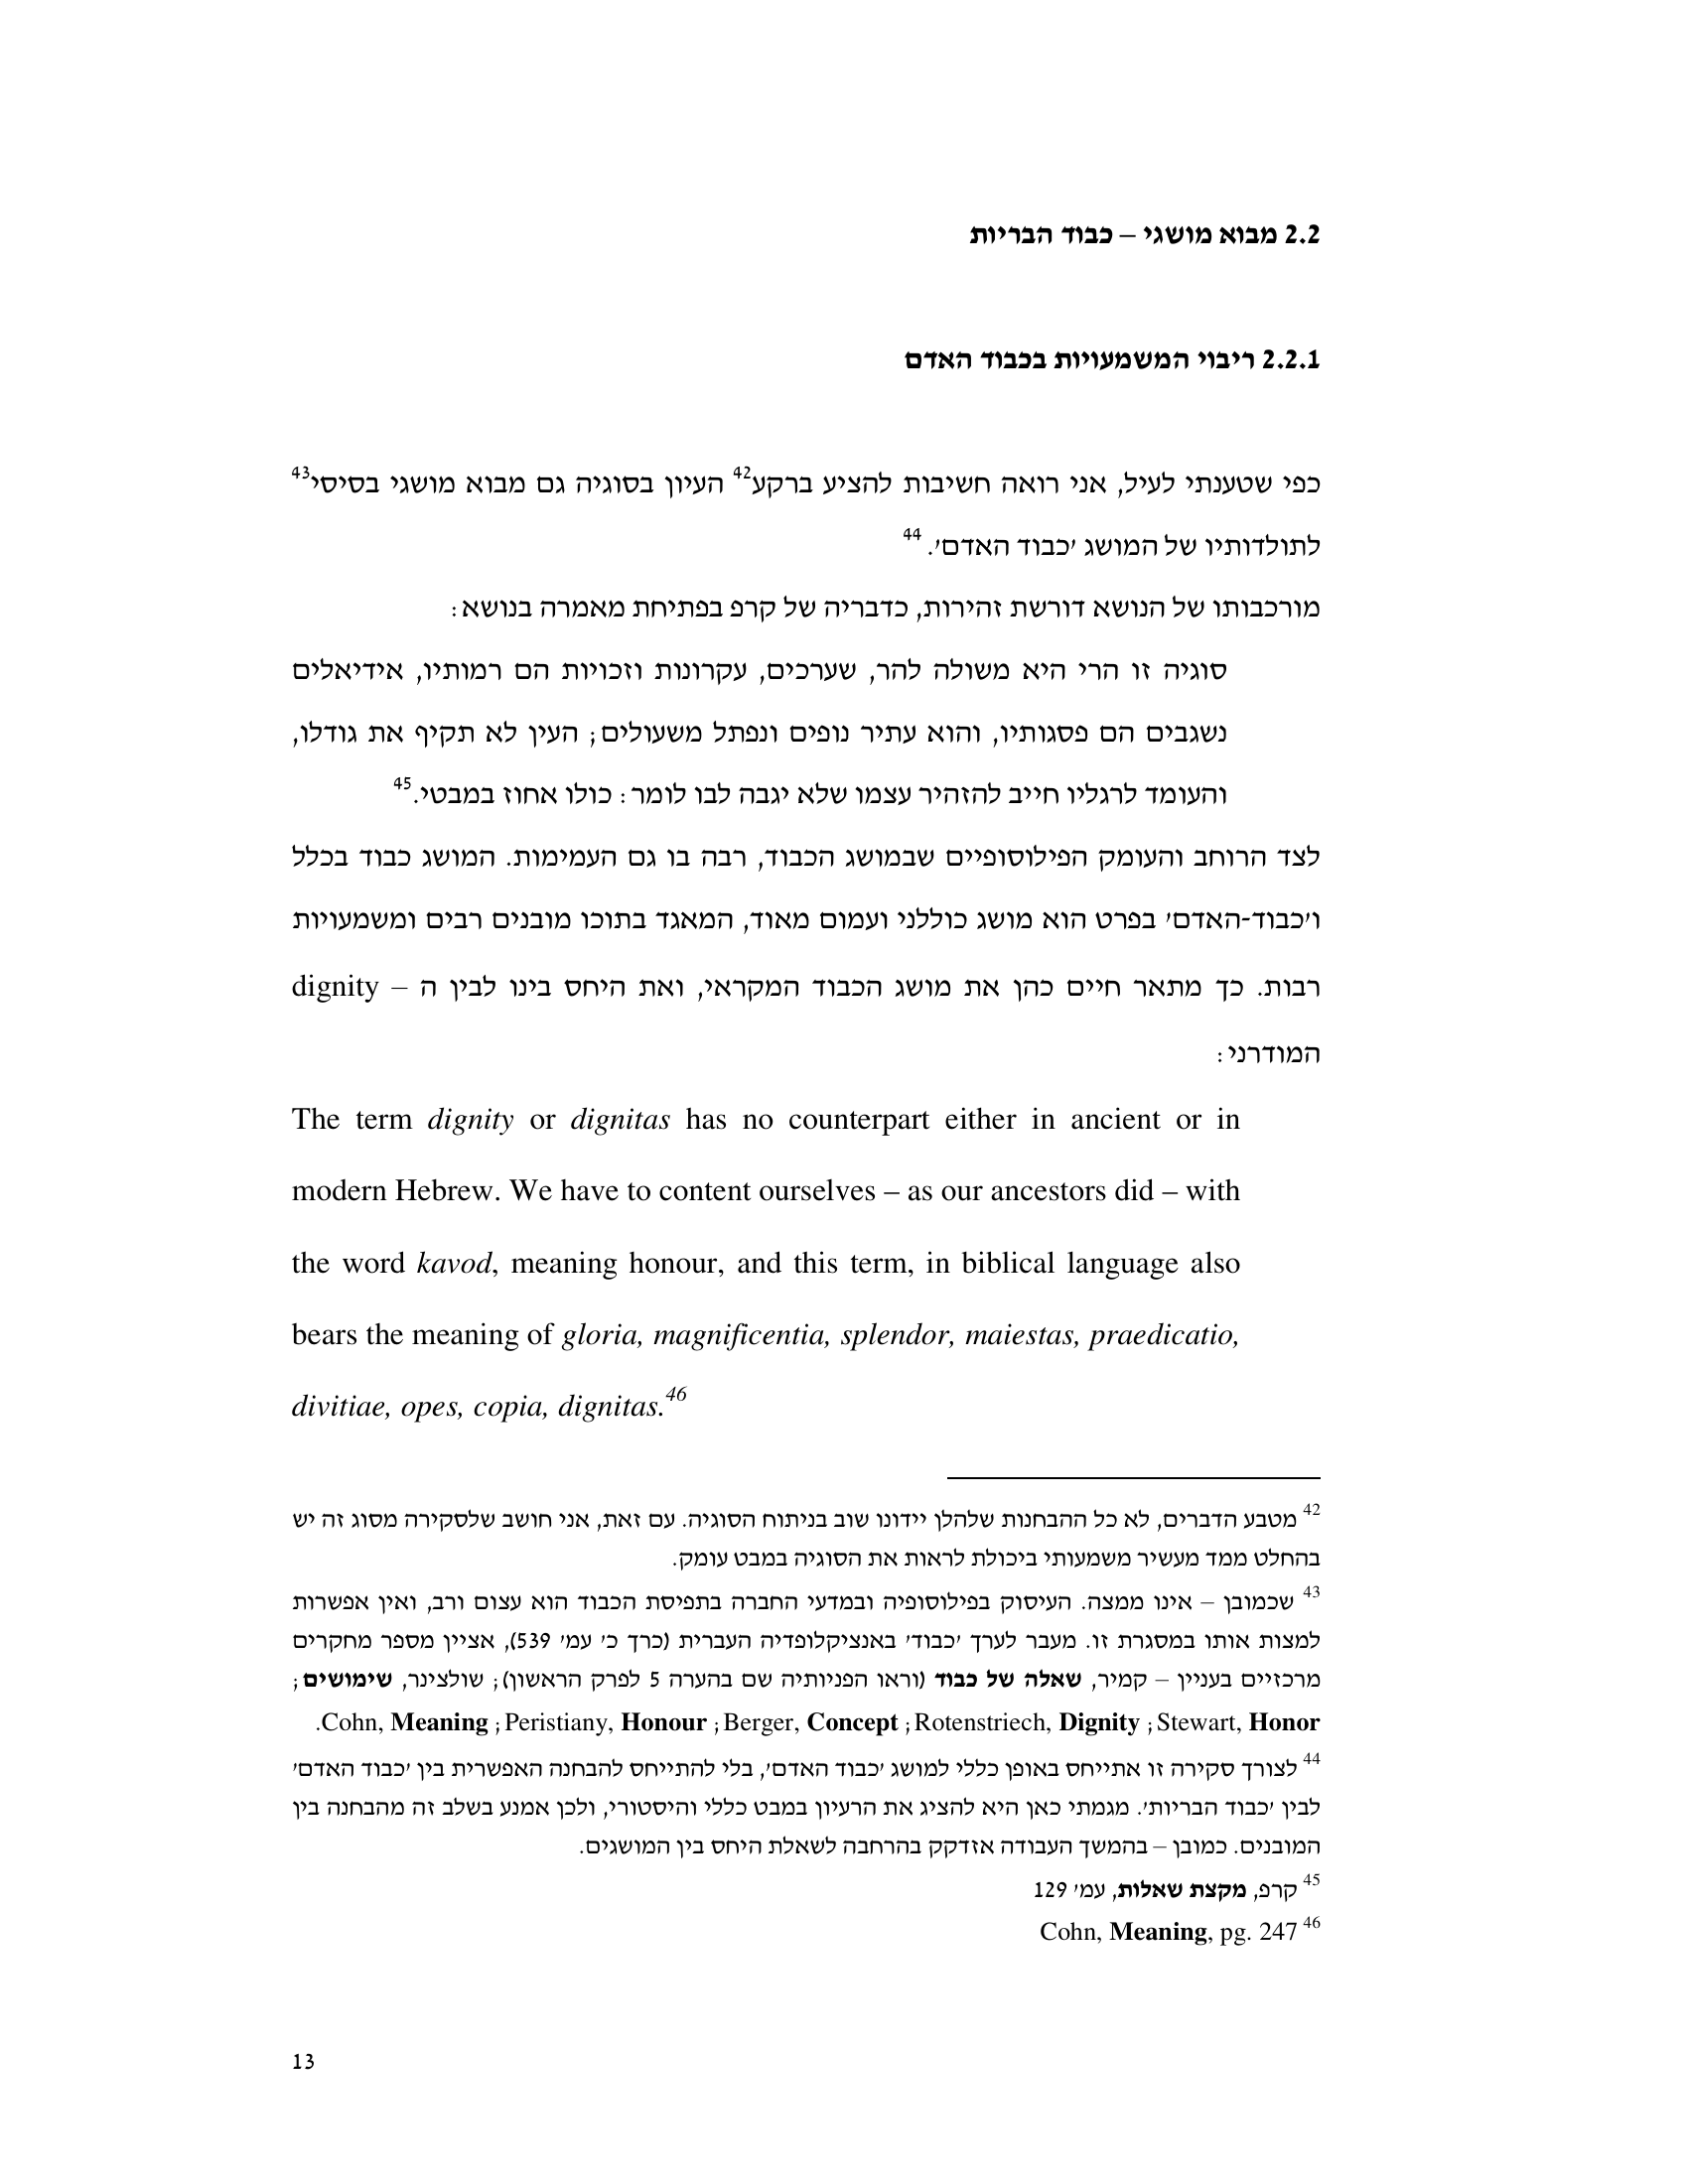 2.2 מבוא מושגי – כבוד הבריות
2.2.1 ריבוי המשמעויות בכבוד האדם
כפי שטענתי לעיל, אני רואה חשיבות להציע ברקע42 העיון בסוגיה גם מבוא מושגי בסיסי43
לתולדותיו של המושג 'כבוד האדם'. 44
מורכבותו של הנושא דורשת זהירות, כדבריה של קרפ בפתיחת מאמרה בנושא:
סוגיה זו הרי היא משולה להר, שערכים, עקרונות וזכויות הם רמותיו, אידיאלים
נשגבים הם פסגותיו, והוא עתיר נופים ונפתל משעולים; העין לא תקיף את גודלו,
והעומד לרגליו חייב להזהיר עצמו שלא יגבה לבו לומר: כולו אחוז במבטי.45
לצד הרוחב והעומק הפילוסופיים שבמושג הכבוד, רבה בו גם העמימות. המושג כבוד בכלל
ו'כבוד-האדם' בפרט הוא מושג כוללני ועמום מאוד, המאגד בתוכו מובנים רבים ומשמעויות
רבות. כך מתאר חיים כהן את מושג הכבוד המקראי, ואת היחס בינו לבין ה – dignity
המודרני:
The term dignity or dignitas has no counterpart either in ancient or in
modern Hebrew. We have to content ourselves – as our ancestors did – with
the word kavod, meaning honour, and this term, in biblical language also
bears the meaning of gloria, magnificentia, splendor, maiestas, praedicatio,
divitiae, opes, copia, dignitas.46
42 מטבע הדברים, לא כל ההבחנות שלהלן יידונו שוב בניתוח הסוגיה. עם זאת, אני חושב שלסקירה מסוג זה יש
בהחלט ממד מעשיר משמעותי ביכולת לראות את הסוגיה במבט עומק.
43 שכמובן – אינו ממצה. העיסוק בפילוסופיה ובמדעי החברה בתפיסת הכבוד הוא עצום ורב, ואין אפשרות
למצות אותו במסגרת זו. מעבר לערך 'כבוד' באנציקלופדיה העברית (כרך כ' עמ' 539), אציין מספר מחקרים
מרכזיים בעניין – קמיר, שאלה של כבוד (וראו הפניותיה שם בהערה 5 לפרק הראשון); שולצינר, שימושים;
.Cohn, Meaning ; Peristiany, Honour ; Berger, Concept ; Rotenstriech, Dignity ; Stewart, Honor
44 לצורך סקירה זו אתייחס באופן כללי למושג 'כבוד האדם', בלי להתייחס להבחנה האפשרית בין 'כבוד האדם'
לבין 'כבוד הבריות'. מגמתי כאן היא להציג את הרעיון במבט כללי והיסטורי, ולכן אמנע בשלב זה מהבחנה בין
המובנים. כמובן – בהמשך העבודה אזדקק בהרחבה לשאלת היחס בין המושגים.
45 קרפ, מקצת שאלות, עמ' 129
46 Cohn, Meaning, pg. 247
13